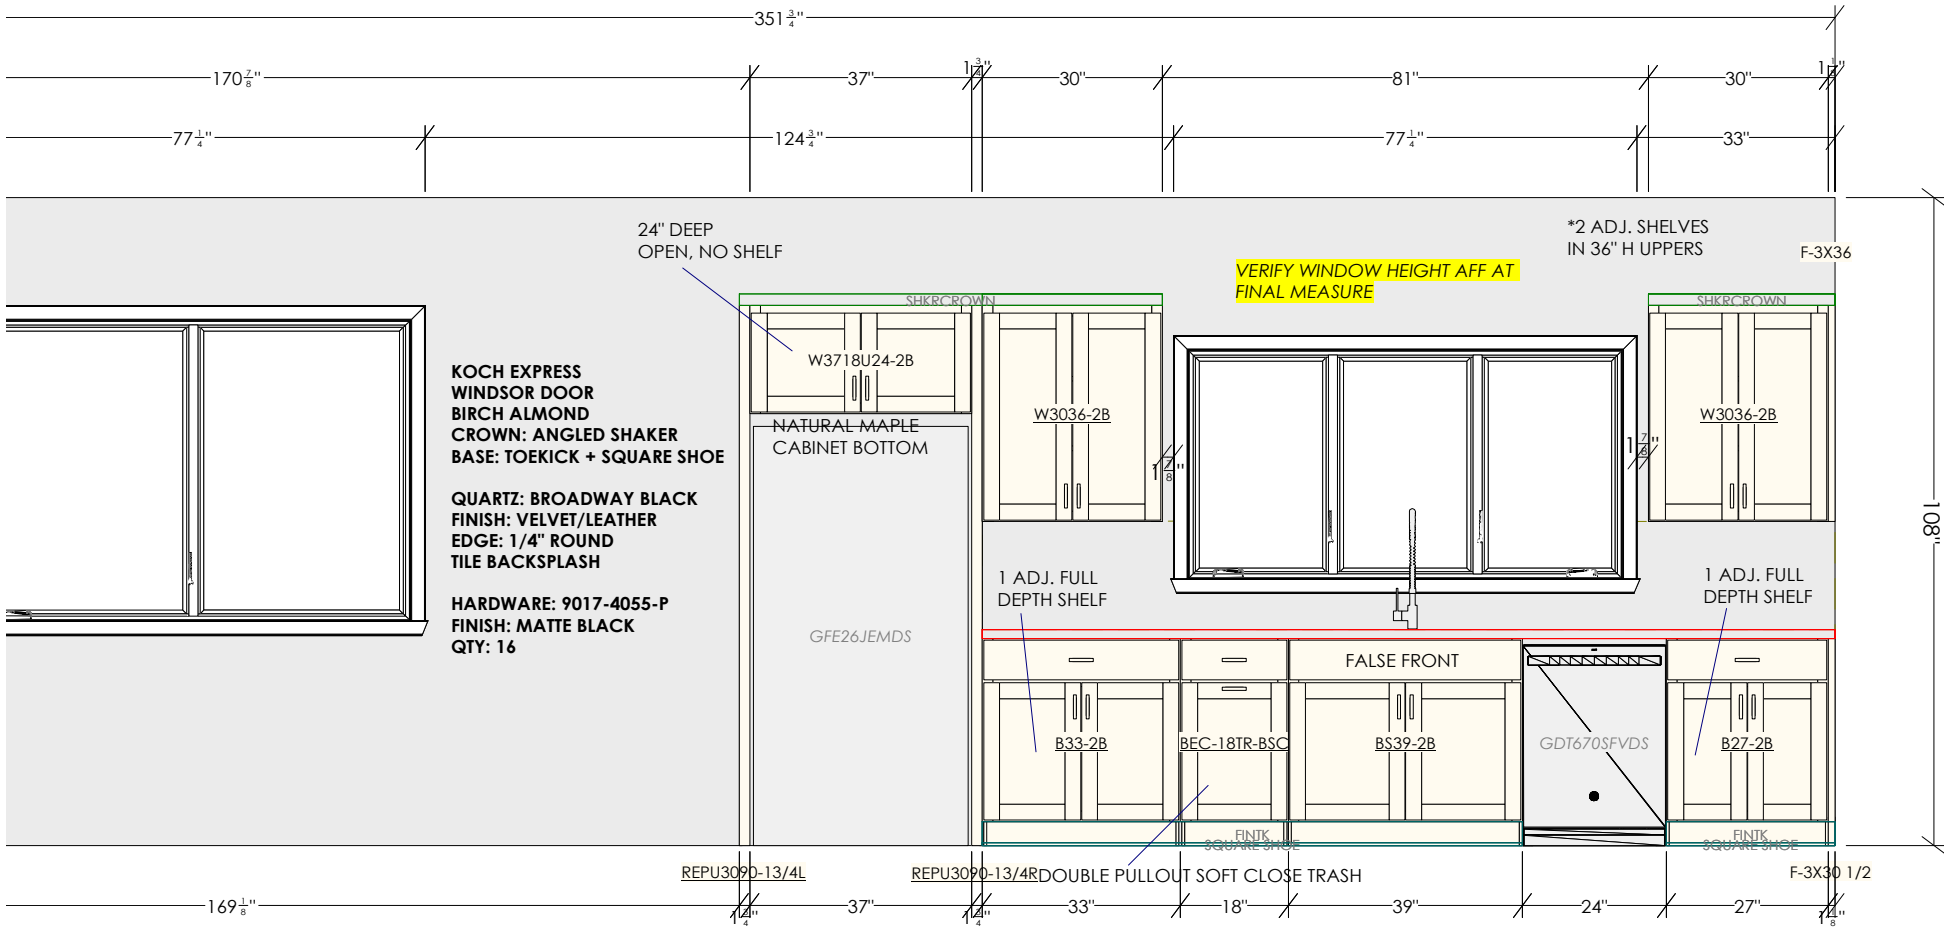 351 3/4"
170 7/8"
37"
1 3/4"
30"
81"
30"
1 1/8"
77 1/4"
124 3/4"
77 1/4"
33"
24" DEEP
OPEN, NO SHELF
*2 ADJ. SHELVES
IN 36" H UPPERS
F-3X36
VERIFY WINDOW HEIGHT AFF AT
FINAL MEASURE
SHKRCROWN
SHKRCROWN
W3718U24-2B
KOCH EXPRESS
WINDSOR DOOR
BIRCH ALMOND
CROWN: ANGLED SHAKER
BASE: TOEKICK + SQUARE SHOE
QUARTZ: BROADWAY BLACK
FINISH: VELVET/LEATHER
EDGE: 1/4" ROUND
TILE BACKSPLASH
HARDWARE: 9017-4055-P
FINISH: MATTE BLACK
QTY: 16
NATURAL MAPLE
CABINET BOTTOM
W3036-2B
W3036-2B
1 7/8"
1 7/8"
108"
1 ADJ. FULL
DEPTH SHELF
1 ADJ. FULL
DEPTH SHELF
GFE26JEMDS
FALSE FRONT
B33-2B
BEC-18TR-BSC
BS39-2B
GDT670SFVDS
B27-2B
FINTK
SQUARE SHOE
FINTK
SQUARE SHOE
REPU3090-13/4L
REPU3090-13/4R
DOUBLE PULLOUT SOFT CLOSE TRASH
F-3X30 1/2
169 1/8"
1 3/4"
37"
1 3/4"
33"
18"
39"
24"
27"
1 1/8"